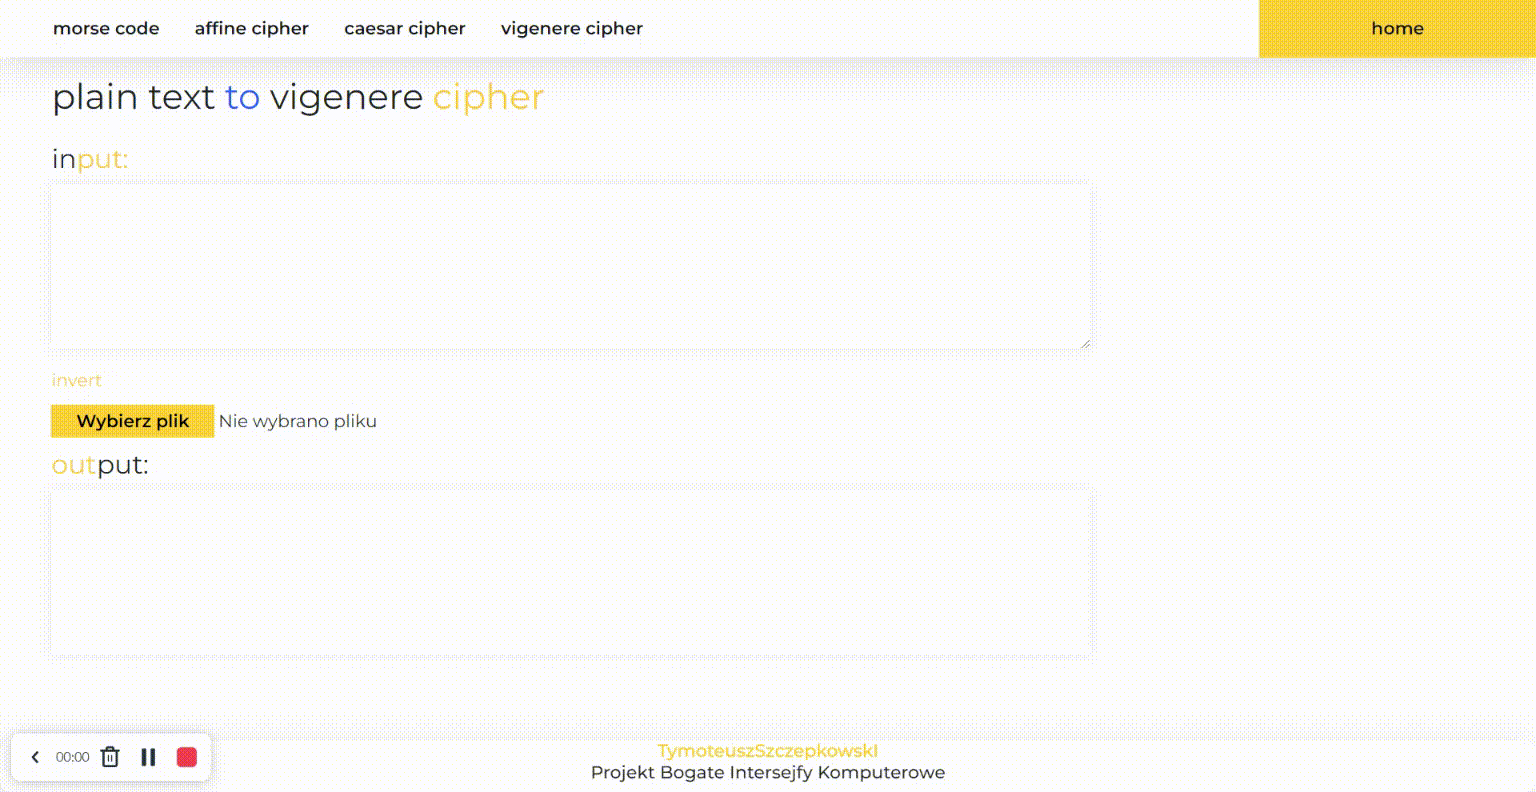 morse code affine cipher caesar cipher vigenere cipher home
plain text to vigenere cipher
input:
invert
Wybierz plik Nie wybrano pliku
output:
00:00
TymoteuszSzczepkowskI
Projekt Bogate Intersejfy Komputerowe